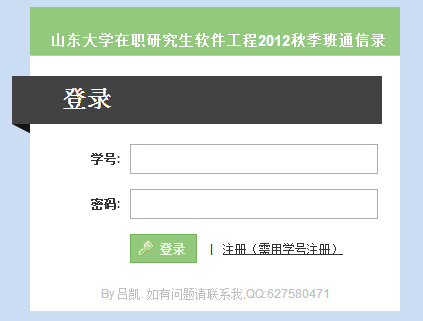 山东大学在职研究生软件工程2012秋季班通信录
登录
学号:
密码:
登录 | 注册（需用学号注册）
By 吕凯. 如有问题请联系我,QQ:627580471